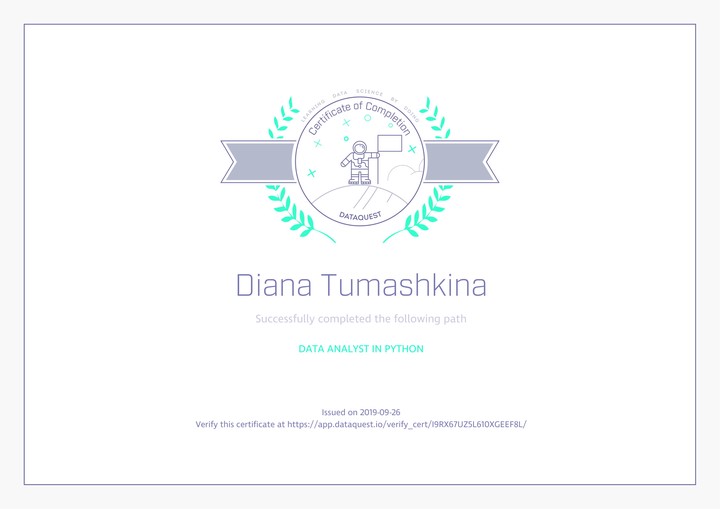 LEARNING DATA SCIENCE BY DOING
Certificate of Completion
DATAQUEST
Diana Tumashkina
Successfully completed the following path
DATA ANALYST IN PYTHON
Issued on 2019-09-26
Verify this certificate at https://app.dataquest.io/verify_cert/I9RX67UZ5L610XGEEF8L/